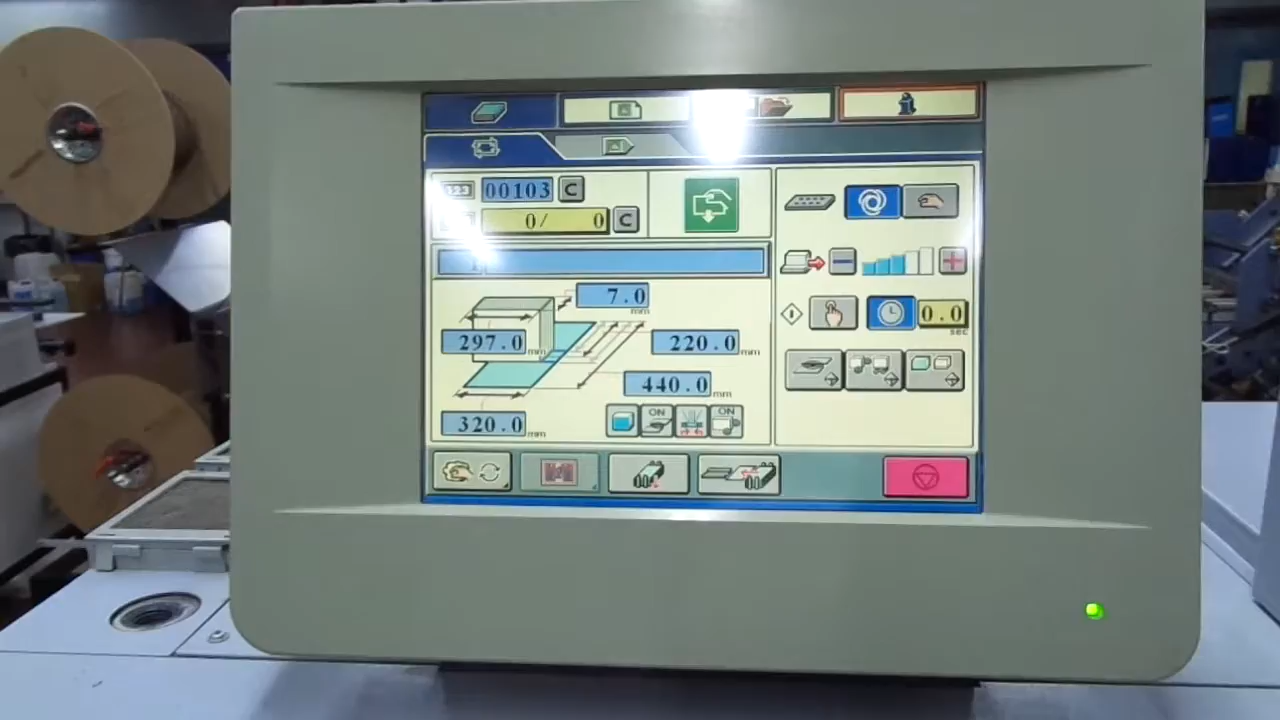 00103 C
0/ 0 C
7.0 mm
297.0 mm
220.0 mm
440.0 mm
320.0 mm
ON
ON
0.0
sec